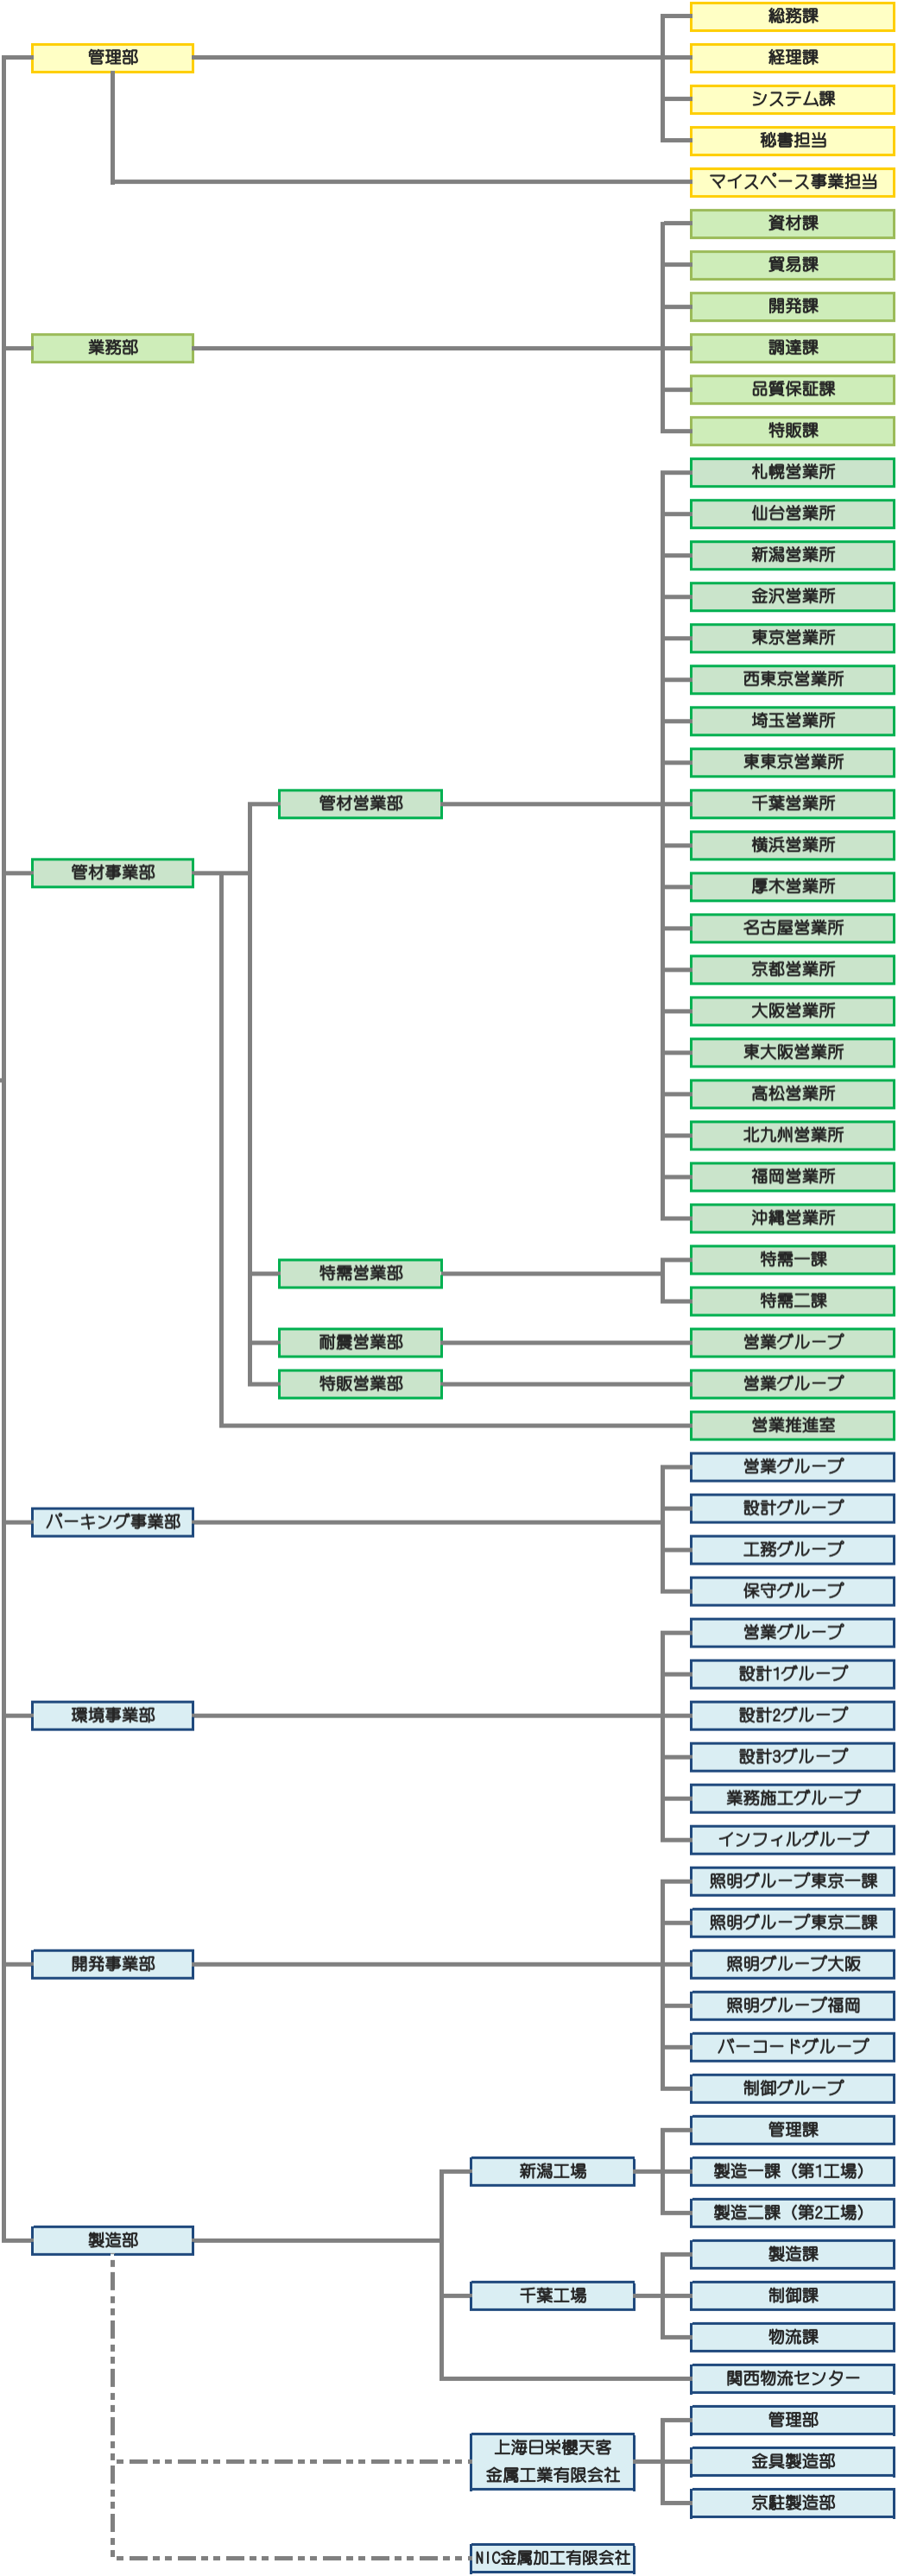 総務課
管理部
経理課
システム課
秘書担当
マイスペース事業担当
資材課
貿易課
開発課
業務部
調達課
品質保証課
特販課
札幌営業所
仙台営業所
新潟営業所
金沢営業所
東京営業所
西東京営業所
埼玉営業所
東東京営業所
管材営業部
千葉営業所
横浜営業所
管材事業部
厚木営業所
名古屋営業所
京都営業所
大阪営業所
東大阪営業所
高松営業所
北九州営業所
福岡営業所
沖縄営業所
特需営業部
特需一課
特需二課
耐震営業部
営業グループ
特販営業部
営業グループ
営業推進室
営業グループ
設計グループ
パーキング事業部
工務グループ
保守グループ
営業グループ
設計1グループ
環境事業部
設計2グループ
設計3グループ
業務施工グループ
インフィルグループ
照明グループ東京一課
照明グループ東京二課
開発事業部
照明グループ大阪
照明グループ福岡
バーコードグループ
制御グループ
管理課
新潟工場
製造一課（第1工場）
製造二課（第2工場）
製造部
製造課
千葉工場
制御課
物流課
関西物流センター
管理部
上海日栄櫻天客
金属工業有限会社
金具製造部
京駐製造部
NIC金属加工有限会社